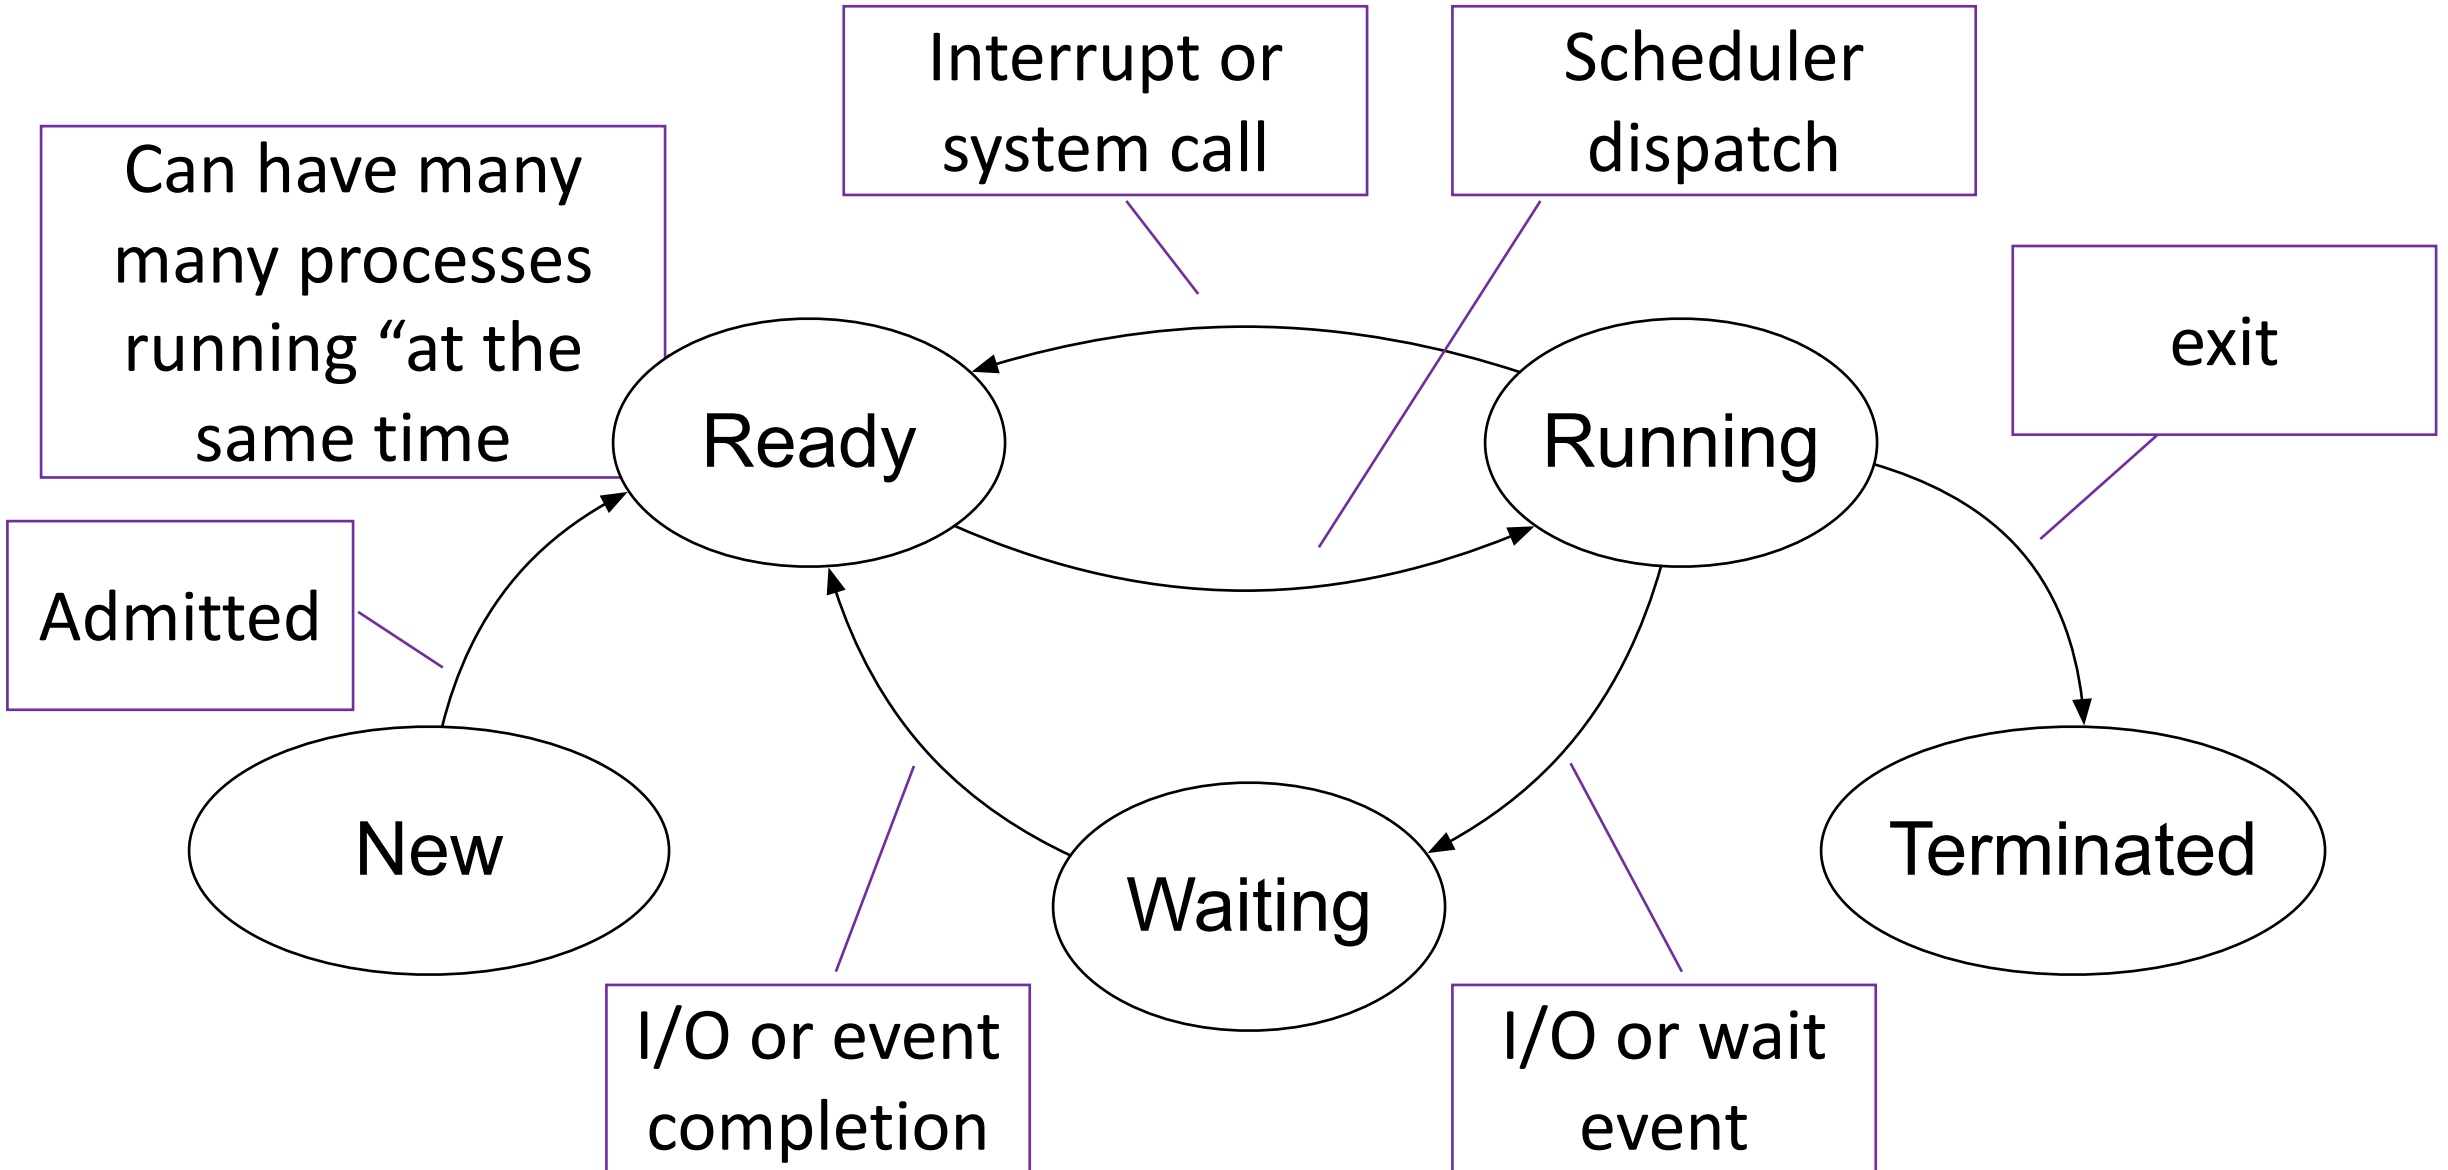 Interrupt or
system call
Scheduler
dispatch
Can have many
many processes
running “at the
same time
exit
Ready
Running
Admitted
New
Waiting
Terminated
I/O or event
completion
I/O or wait
event